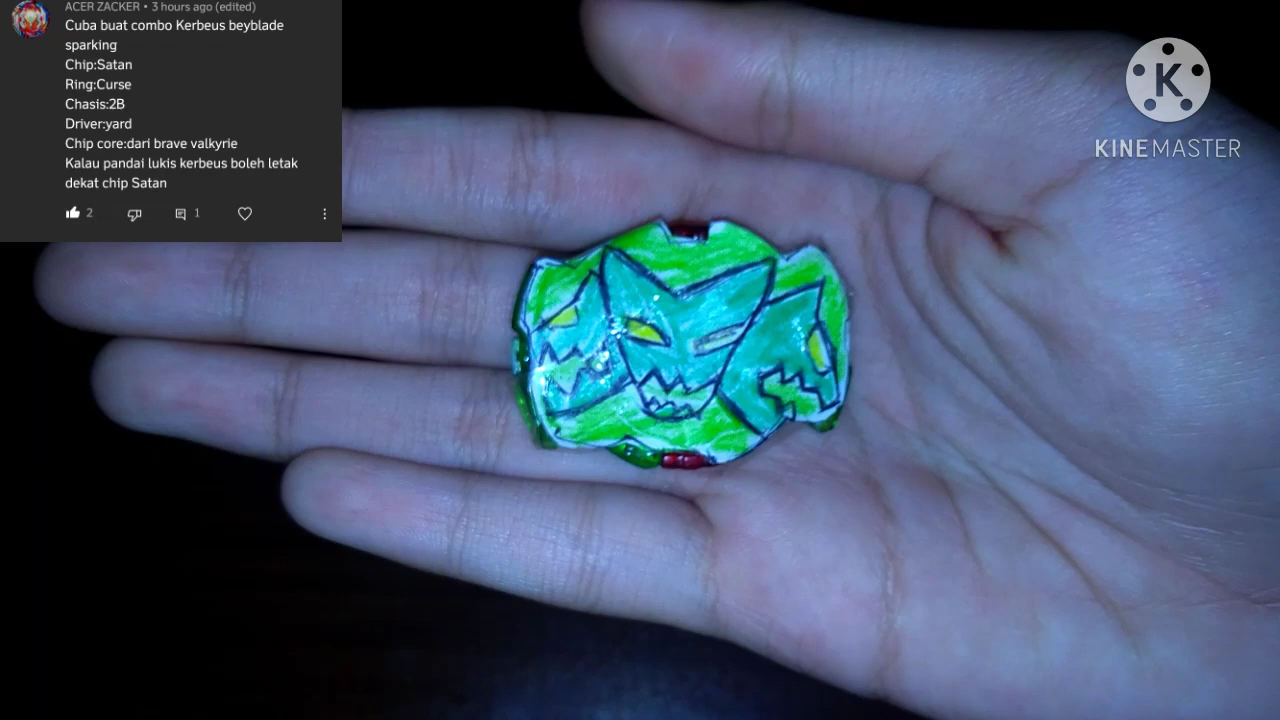 ACER ZACKER • 3 hours ago (edited)
Cuba buat combo Kerbeus beyblade
sparking
Chip:Satan
Ring:Curse
Chasis:2B
Driver:yard
Chip core:dari brave valkyrie
Kalau pandai lukis kerbeus boleh letak
dekat chip Satan
2
1
K
KINEMASTER